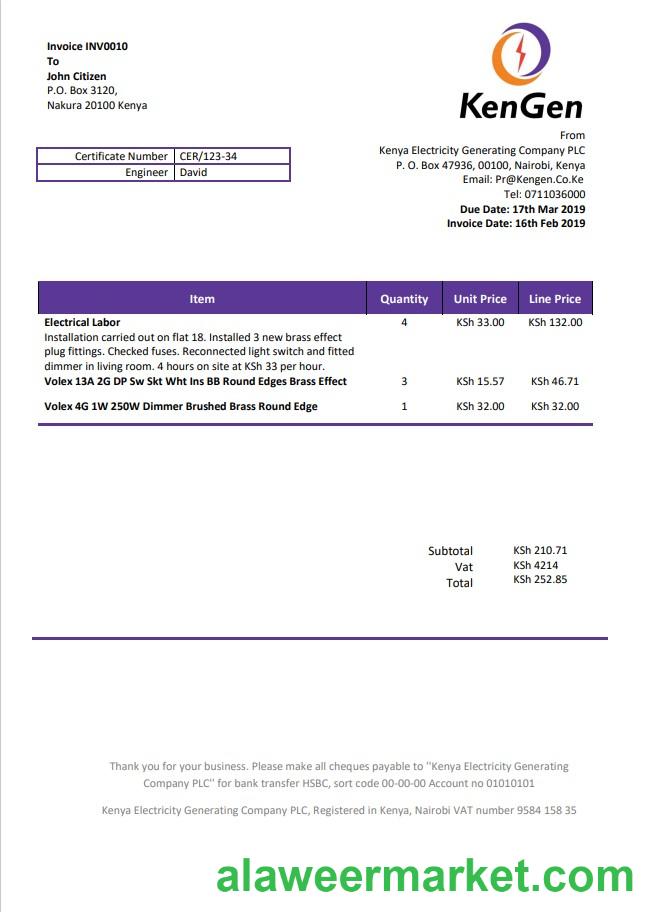 Invoice INV0010
To
John Citizen
P.O. Box 3120,
Nakura 20100 Kenya
KenGen
From
Kenya Electricity Generating Company PLC
P. O. Box 47936, 00100, Nairobi, Kenya
Email: Pr@Kengen.Co.Ke
Tel: 0711036000
Due Date: 17th Mar 2019
Invoice Date: 16th Feb 2019
Certificate Number CER/123-34
Engineer David
Item Quantity Unit Price Line Price
Electrical Labor 4 KSh 33.00 KSh 132.00
Installation carried out on flat 18. Installed 3 new brass effect
plug fittings. Checked fuses. Reconnected light switch and fitted
dimmer in living room. 4 hours on site at KSh 33 per hour.
Volex 13A 2G DP Sw Skt Wht Ins BB Round Edges Brass Effect 3 KSh 15.57 KSh 46.71
Volex 4G 1W 250W Dimmer Brushed Brass Round Edge 1 KSh 32.00 KSh 32.00
Subtotal KSh 210.71
Vat KSh 4214
Total KSh 252.85
Thank you for your business. Please make all cheques payable to "Kenya Electricity Generating
Company PLC" for bank transfer HSBC, sort code 00-00-00 Account no 01010101
Kenya Electricity Generating Company PLC, Registered in Kenya, Nairobi VAT number 9584 158 35
alaweermarket.com